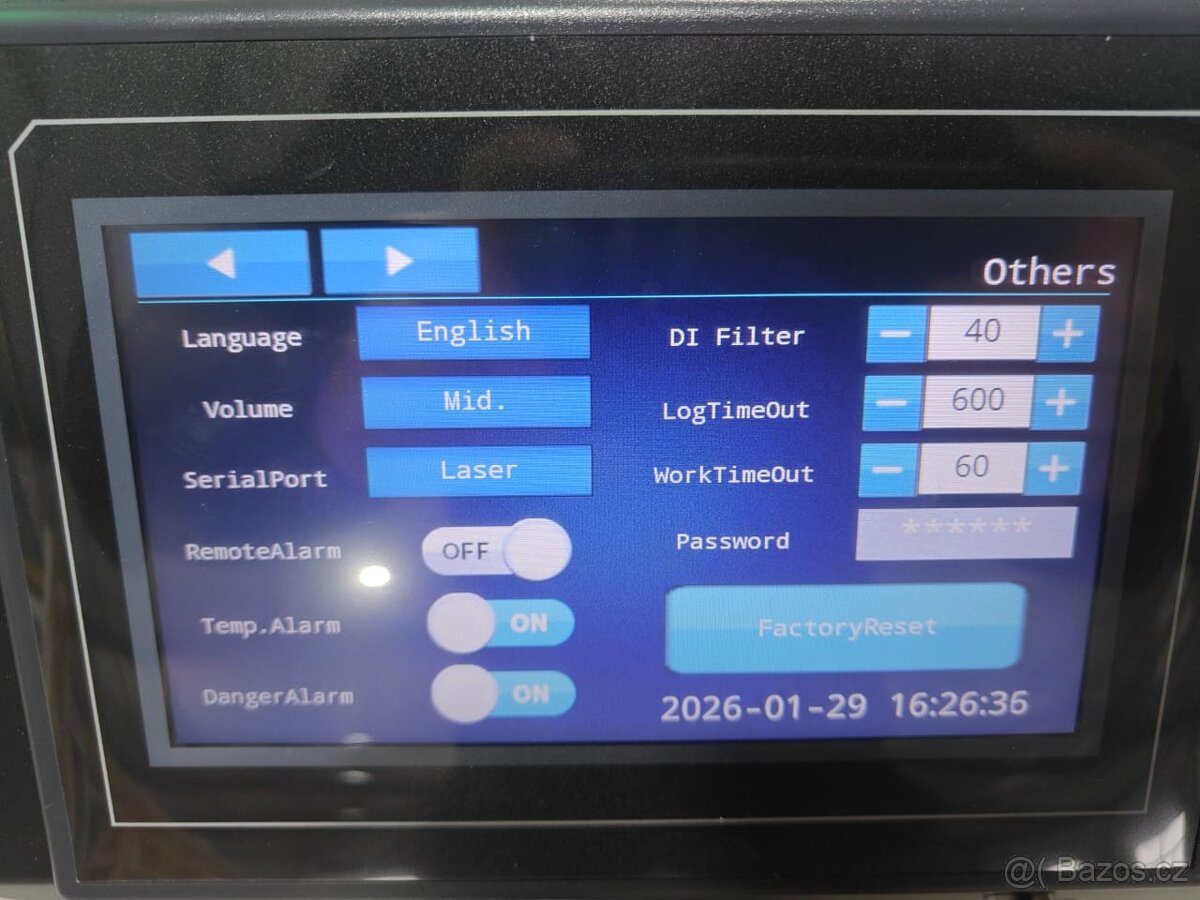 Others
Language English
DI Filter 40
Volume Mid.
LogTimeOut 600
SerialPort Laser
WorkTimeOut 60
RemoteAlarm OFF
Password ******
Temp.Alarm ON
FactoryReset
DangerAlarm ON
2026-01-29 16:26:36
@( Bazos.cz